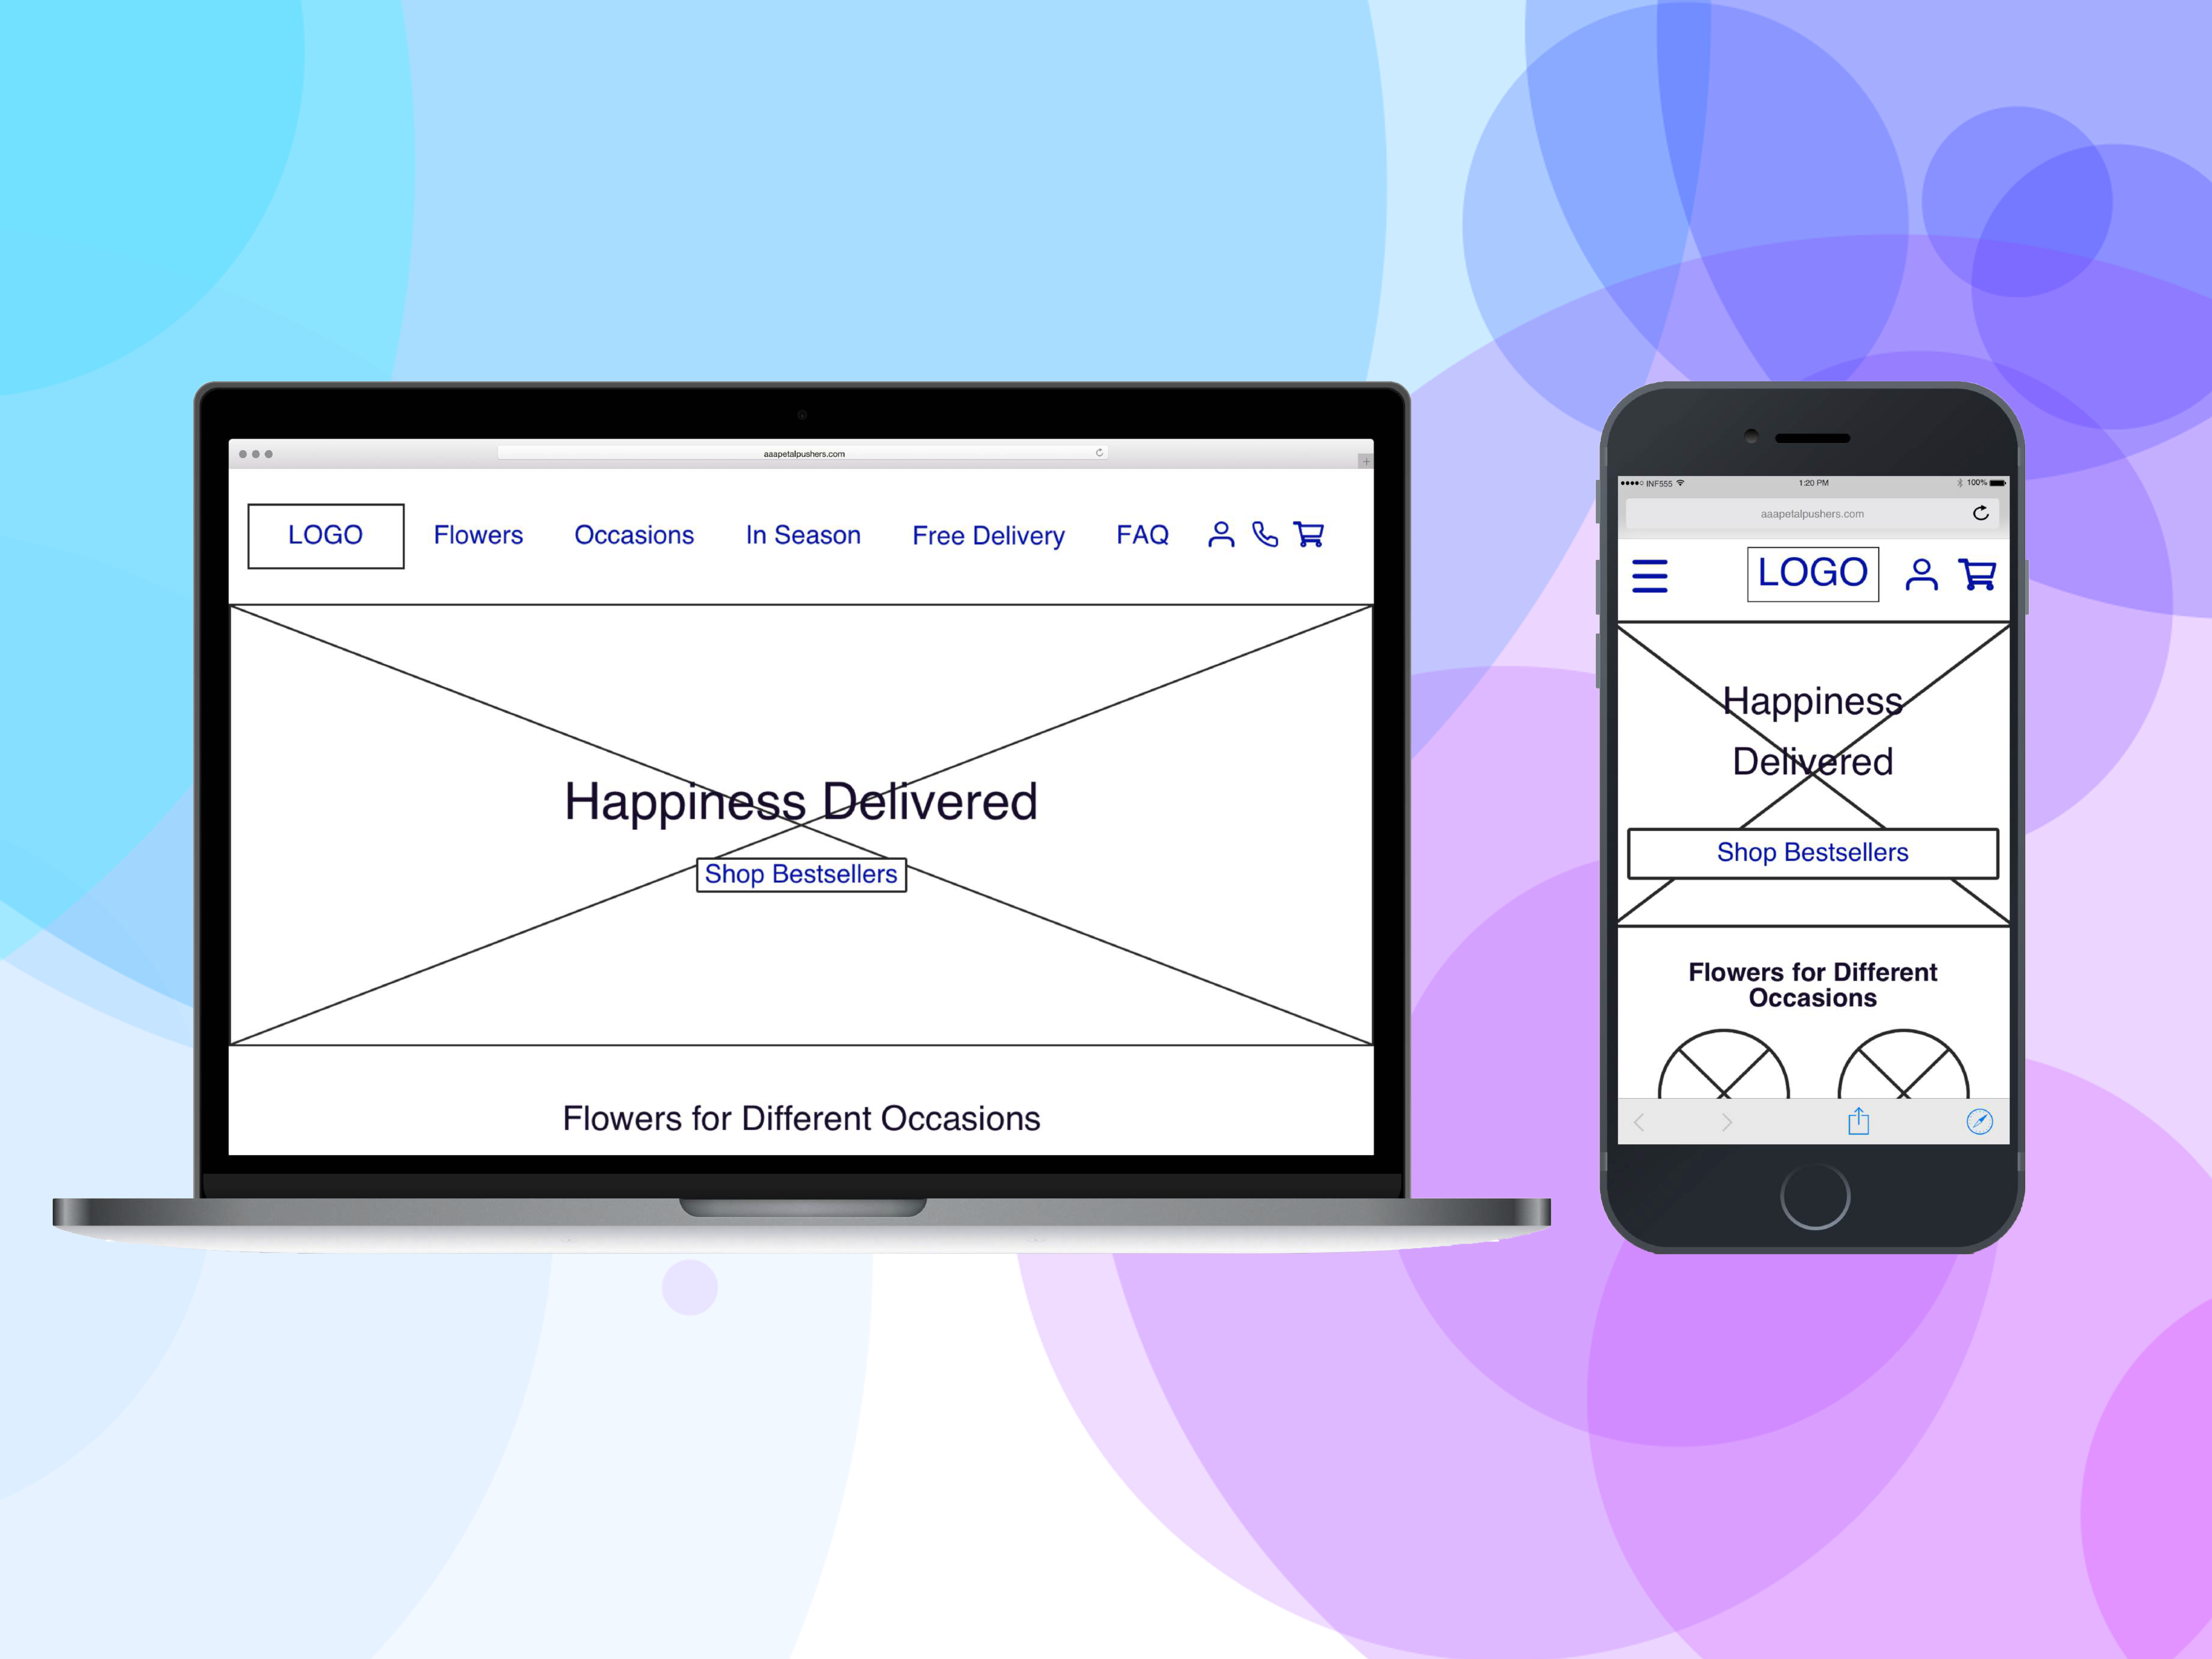 aaapetalpushers.com
LOGO Flowers Occasions In Season Free Delivery FAQ
Happiness Delivered
Shop Bestsellers
Flowers for Different Occasions
INF555 1:20 PM 100%
aaapetalpushers.com
LOGO
Happiness
Delivered
Shop Bestsellers
Flowers for Different
Occasions